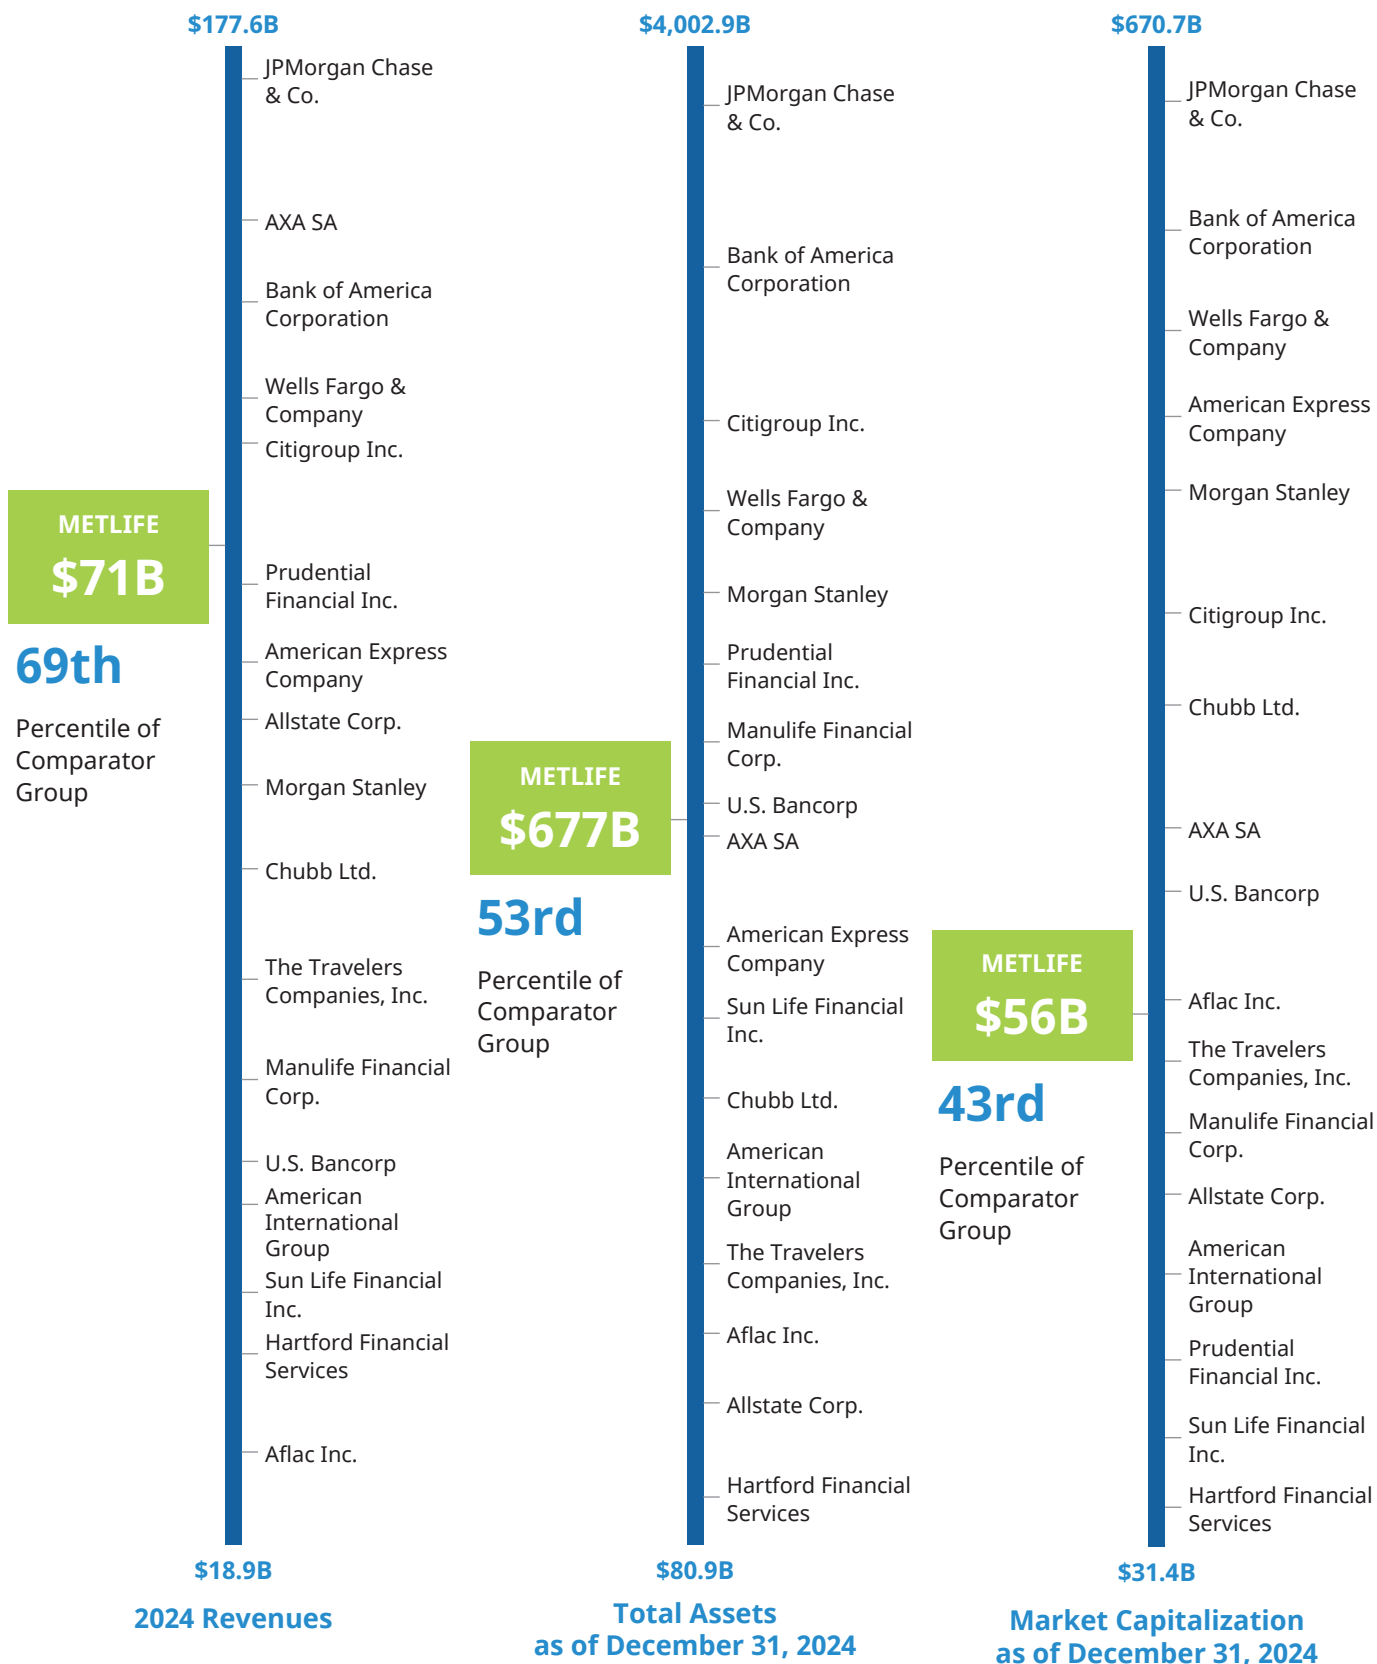 $177.6B
JPMorgan Chase
& Co.
AXA SA
Bank of America
Corporation
Wells Fargo &
Company
Citigroup Inc.
METLIFE
$71B
69th
Percentile of
Comparator
Group
Prudential
Financial Inc.
American Express
Company
Allstate Corp.
Morgan Stanley
Chubb Ltd.
The Travelers
Companies, Inc.
Manulife Financial
Corp.
U.S. Bancorp
American
International
Group
Sun Life Financial
Inc.
Hartford Financial
Services
Aflac Inc.
$18.9B
2024 Revenues
$4,002.9B
JPMorgan Chase
& Co.
Bank of America
Corporation
Citigroup Inc.
Wells Fargo &
Company
Morgan Stanley
Prudential
Financial Inc.
Manulife Financial
Corp.
U.S. Bancorp
METLIFE
$677B
53rd
Percentile of
Comparator
Group
AXA SA
American Express
Company
Sun Life Financial
Inc.
Chubb Ltd.
American
International
Group
The Travelers
Companies, Inc.
Aflac Inc.
Allstate Corp.
Hartford Financial
Services
$80.9B
Total Assets
as of December 31, 2024
$670.7B
JPMorgan Chase
& Co.
Bank of America
Corporation
Wells Fargo &
Company
American Express
Company
Morgan Stanley
Citigroup Inc.
Chubb Ltd.
AXA SA
U.S. Bancorp
Aflac Inc.
METLIFE
$56B
43rd
Percentile of
Comparator
Group
The Travelers
Companies, Inc.
Manulife Financial
Corp.
Allstate Corp.
American
International
Group
Prudential
Financial Inc.
Sun Life Financial
Inc.
Hartford Financial
Services
$31.4B
Market Capitalization
as of December 31, 2024